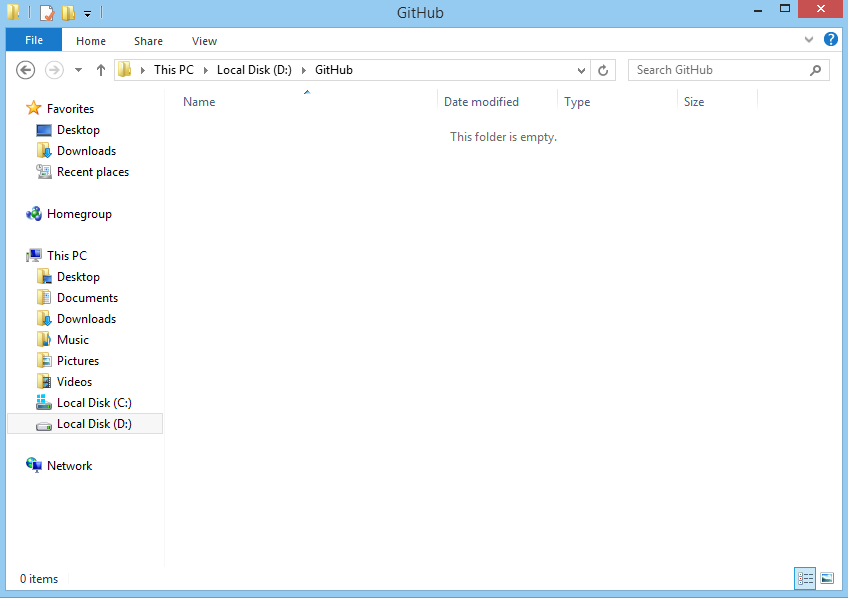 GitHub
File Home Share View
This PC Local Disk (D:) GitHub
Search GitHub
Name Date modified Type Size
This folder is empty.
Favorites
Desktop
Downloads
Recent places
Homegroup
This PC
Desktop
Documents
Downloads
Music
Pictures
Videos
Local Disk (C:)
Local Disk (D:)
Network
0 items